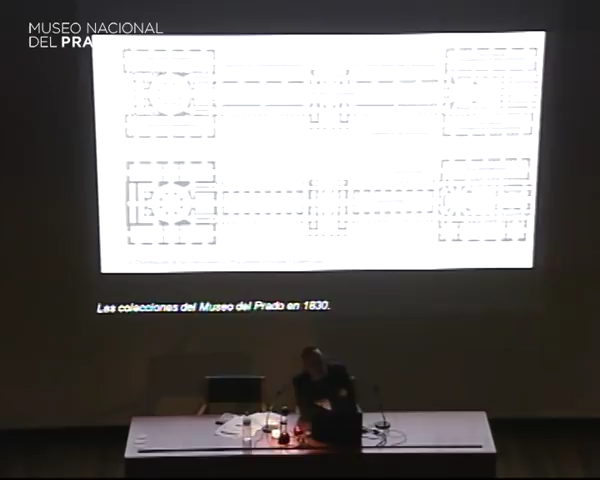 MUSEO NACIONAL
DEL PRA
Las colecciones del Museo del Prado en 1830.